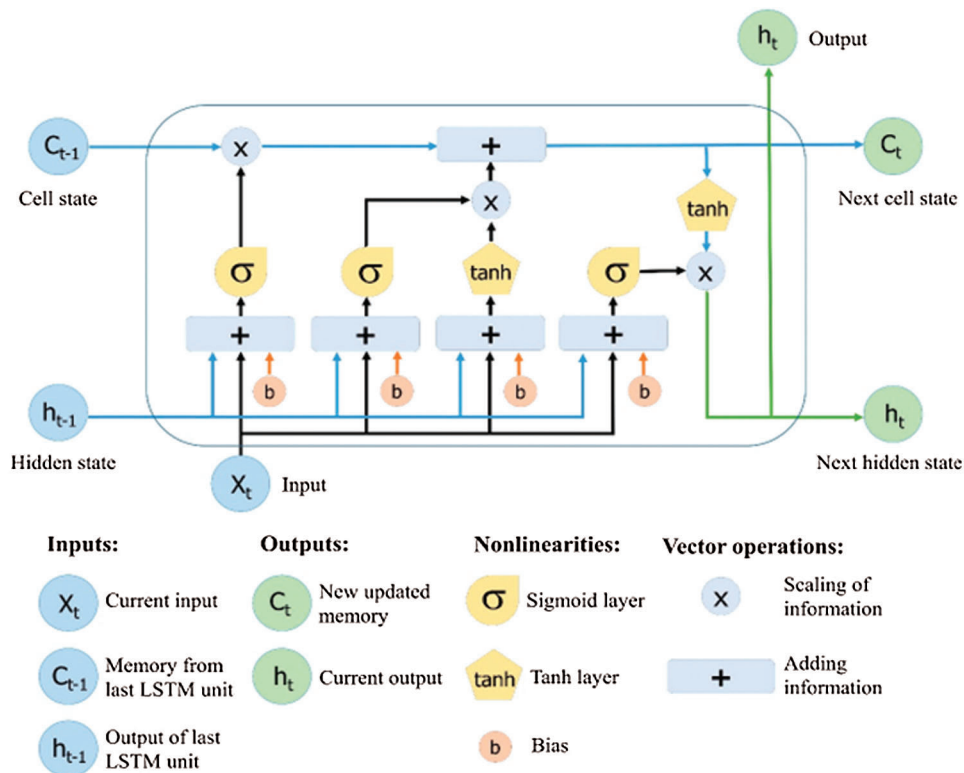 hₜ Output
Cₜ₋₁ × + Cₜ
Cell state tanh Next cell state
×
σ σ tanh σ ×
+ + + +
b b b b
hₜ₋₁ hₜ
Hidden state Next hidden state
Xₜ Input
Inputs: Outputs: Nonlinearities: Vector operations:
Xₜ Current input
Cₜ₋₁ Memory from
last LSTM unit
hₜ₋₁ Output of last
LSTM unit
Cₜ New updated
memory
hₜ Current output
σ Sigmoid layer
tanh Tanh layer
b Bias
× Scaling of
information
+ Adding
information